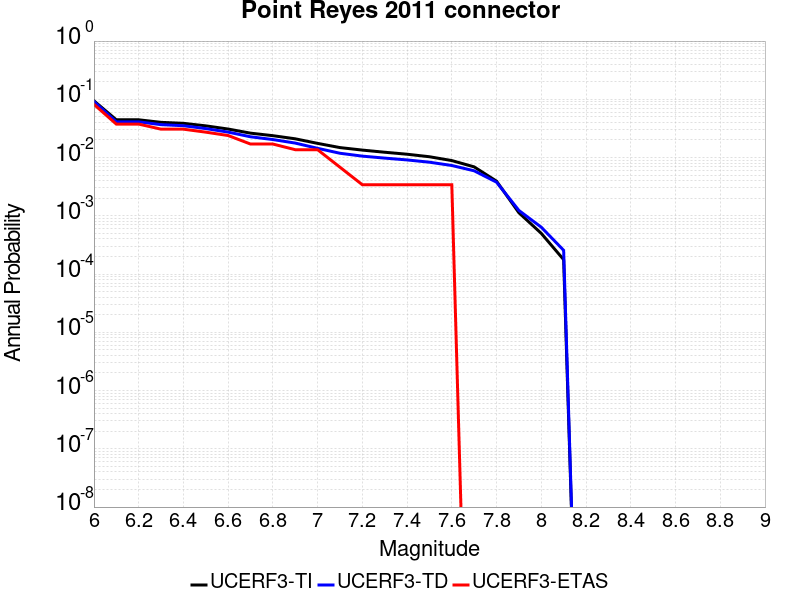 Point Reyes 2011 connector
10 0
10 -1
10 -2
10 -3
10 -4
10 -5
10 -6
10 -7
10 -8
Annual Probability
6 6.2 6.4 6.6 6.8 7 7.2 7.4 7.6 7.8 8 8.2 8.4 8.6 8.8 9
Magnitude
UCERF3-TI UCERF3-TD UCERF3-ETAS